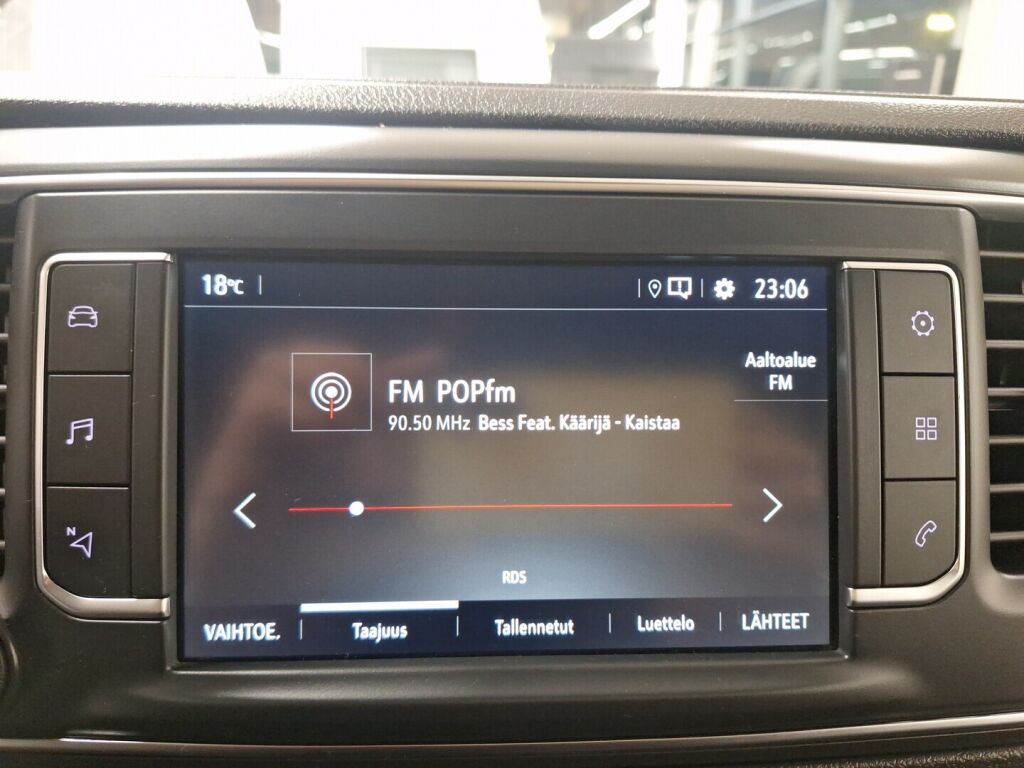 18°C
23:06
Aaltoalue
FM
FM POPfm
90.50 MHz Bess Feat. Käärijä - Kaistaa
RDS
VAIHTOE. Taajuus Tallennetut Luettelo LÄHTEET
N